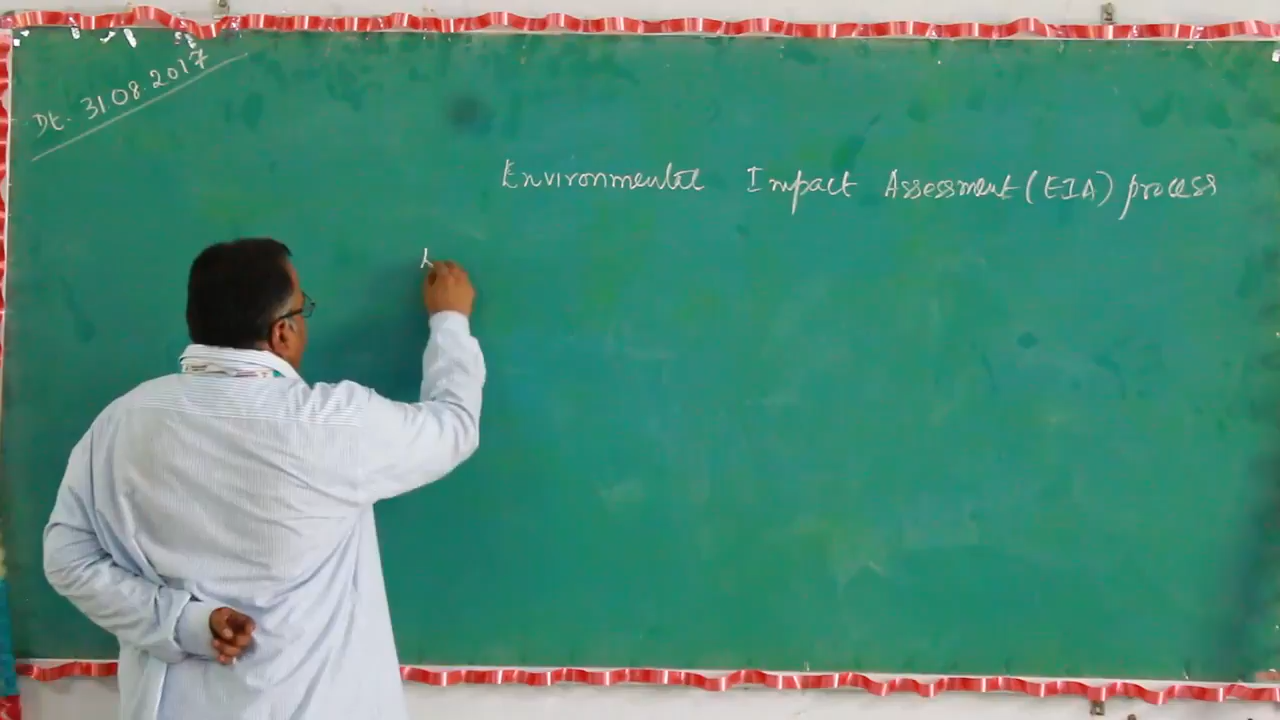 Dt. 31 08. 2017
Environmental Impact Assessment (EIA) process